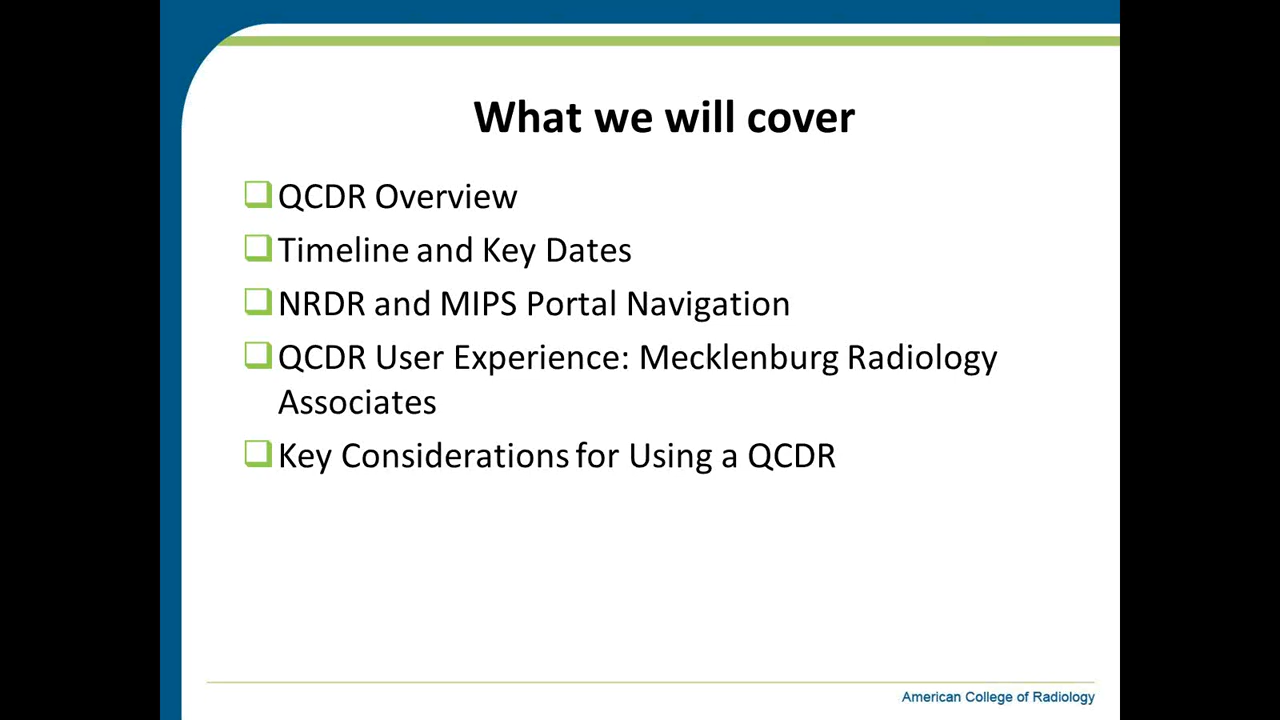 What we will cover
QCDR Overview
Timeline and Key Dates
NRDR and MIPS Portal Navigation
QCDR User Experience: Mecklenburg Radiology
Associates
Key Considerations for Using a QCDR
American College of Radiology